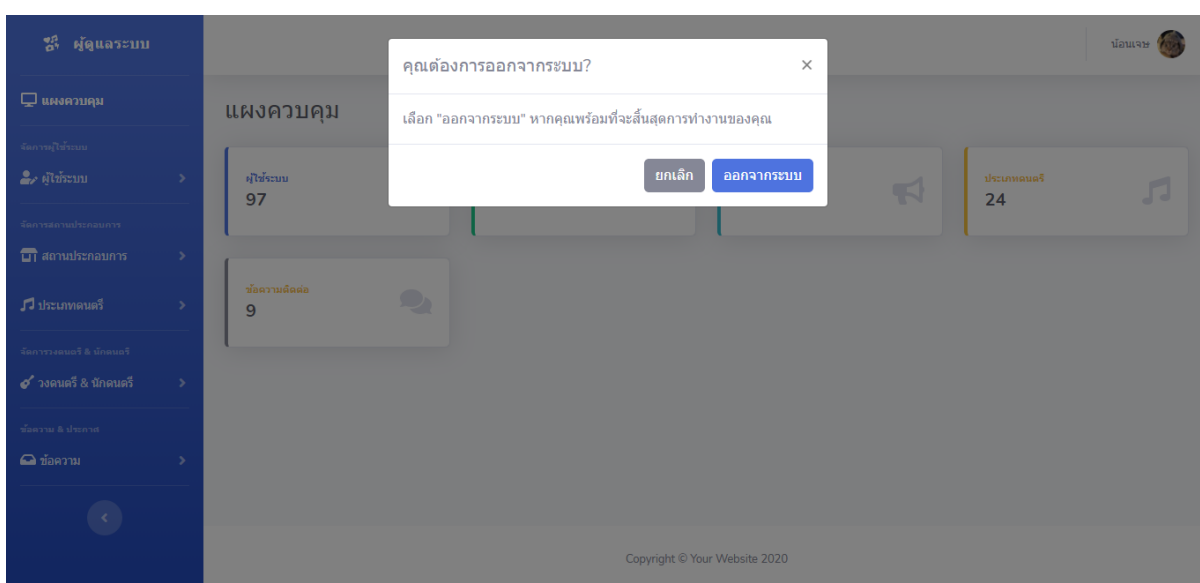 ผู้ดูแลระบบ
น้อนเจษ
คุณต้องการออกจากระบบ?
×
เลือก "ออกจากระบบ" หากคุณพร้อมที่จะสิ้นสุดการทำงานของคุณ
ยกเลิก
ออกจากระบบ
แผงควบคุม
จัดการผู้ใช้ระบบ
ผู้ใช้ระบบ
จัดการสถานประกอบการ
สถานประกอบการ
ประเภทดนตรี
จัดการวงดนตรี & นักดนตรี
วงดนตรี & นักดนตรี
ข้อความ & ประกาศ
ข้อความ
แผงควบคุม
ผู้ใช้ระบบ
97
ประเภทดนตรี
24
ข้อความติดต่อ
9
Copyright © Your Website 2020